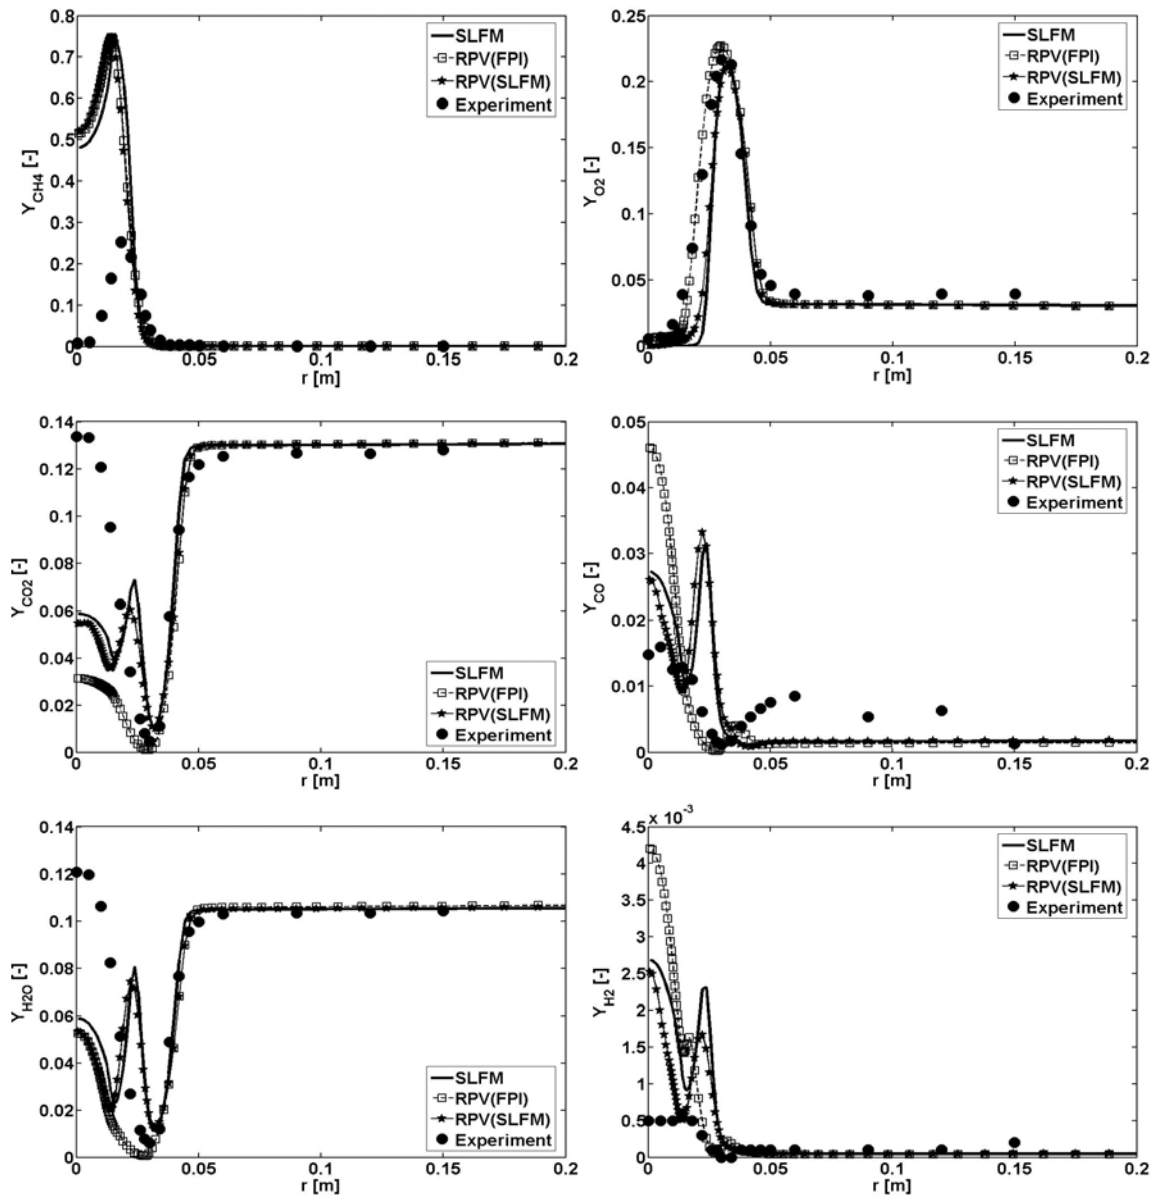 0.8
0.7
0.6
0.5
0.4
0.3
0.2
0.1
0
Y_CH4 [-]
SLFM
RPV(FPI)
RPV(SLFM)
Experiment
0 0.05 0.1 0.15 0.2
r [m]
0.25
0.2
0.15
0.1
0.05
0
Y_O2 [-]
SLFM
RPV(FPI)
RPV(SLFM)
Experiment
0 0.05 0.1 0.15 0.2
r [m]
0.14
0.12
0.1
0.08
0.06
0.04
0.02
0
Y_CO2 [-]
SLFM
RPV(FPI)
RPV(SLFM)
Experiment
0 0.05 0.1 0.15 0.2
r [m]
0.05
0.04
0.03
0.02
0.01
0
Y_CO [-]
SLFM
RPV(FPI)
RPV(SLFM)
Experiment
0 0.05 0.1 0.15 0.2
r [m]
0.14
0.12
0.1
0.08
0.06
0.04
0.02
0
Y_H2O [-]
SLFM
RPV(FPI)
RPV(SLFM)
Experiment
0 0.05 0.1 0.15 0.2
r [m]
x 10^-3
4.5
4
3.5
3
2.5
2
1.5
1
0.5
0
Y_H2 [-]
SLFM
RPV(FPI)
RPV(SLFM)
Experiment
0 0.05 0.1 0.15 0.2
r [m]